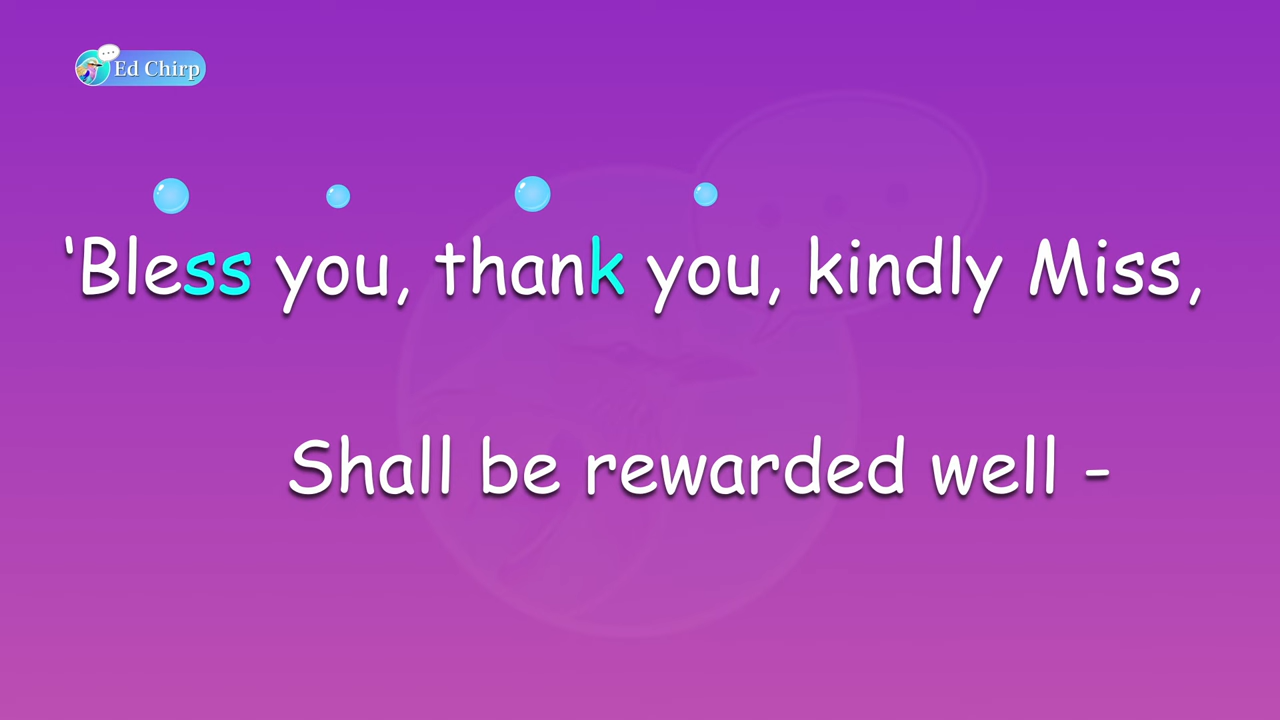 Ed Chirp
‘Bless you, thank you, kindly Miss,
Shall be rewarded well -